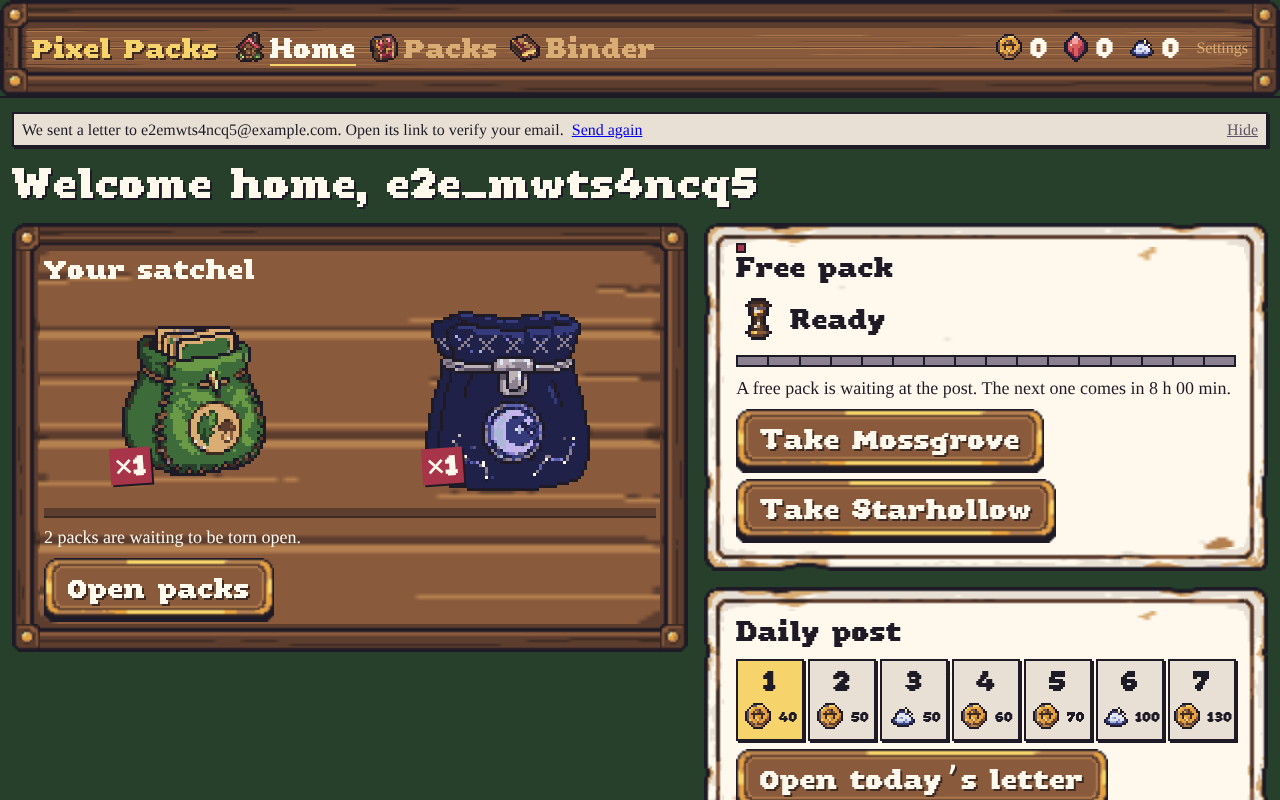 Pixel Packs Home Packs Binder 0 0 0 Settings
We sent a letter to e2emwts4ncq5@example.com. Open its link to verify your email. Send again Hide
Welcome home, e2e_mwts4ncq5
Your satchel
×1 ×1
2 packs are waiting to be torn open.
Open packs
Free pack
Ready
A free pack is waiting at the post. The next one comes in 8 h 00 min.
Take Mossgrove
Take Starhollow
Daily post
1 2 3 4 5 6 7
40 50 50 60 70 100 130
Open today's letter